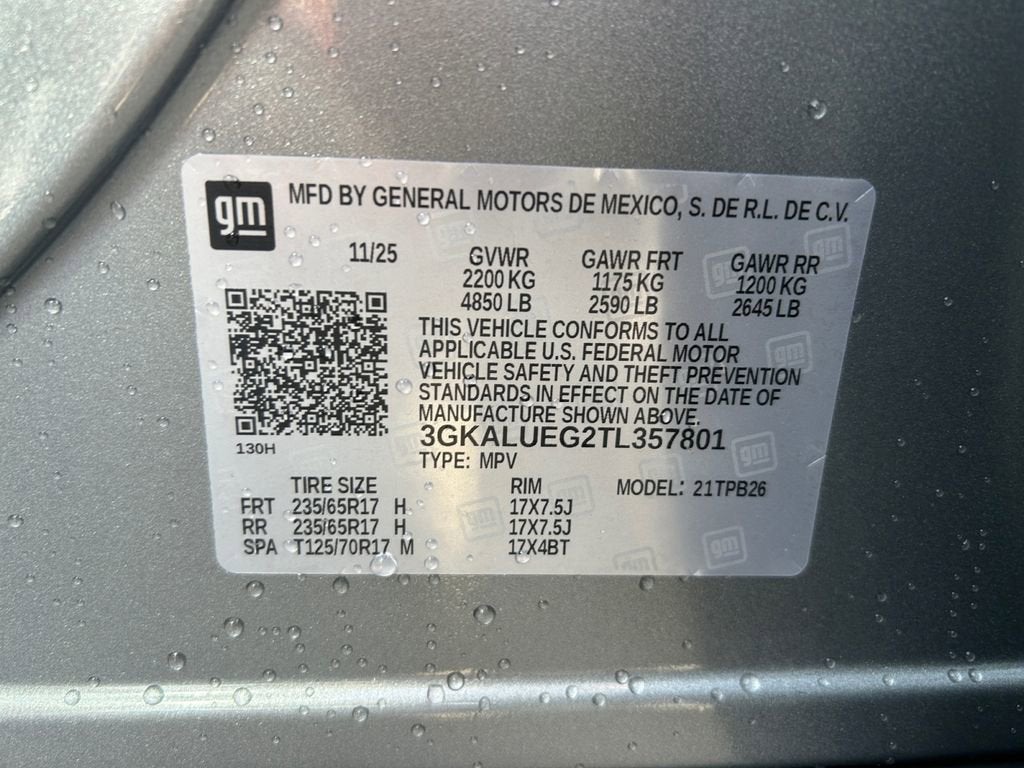 gm
MFD BY GENERAL MOTORS DE MEXICO, S. DE R.L. DE C.V.
11/25 GVWR GAWR FRT GAWR RR
2200 KG 1175 KG 1200 KG
4850 LB 2590 LB 2645 LB
THIS VEHICLE CONFORMS TO ALL
APPLICABLE U.S. FEDERAL MOTOR
VEHICLE SAFETY AND THEFT PREVENTION
STANDARDS IN EFFECT ON THE DATE OF
MANUFACTURE SHOWN ABOVE.
130H
3GKALUEG2TL357801
TYPE: MPV
TIRE SIZE RIM MODEL: 21TPB26
FRT 235/65R17 H 17X7.5J
RR 235/65R17 H 17X7.5J
SPA T125/70R17 M 17X4BT